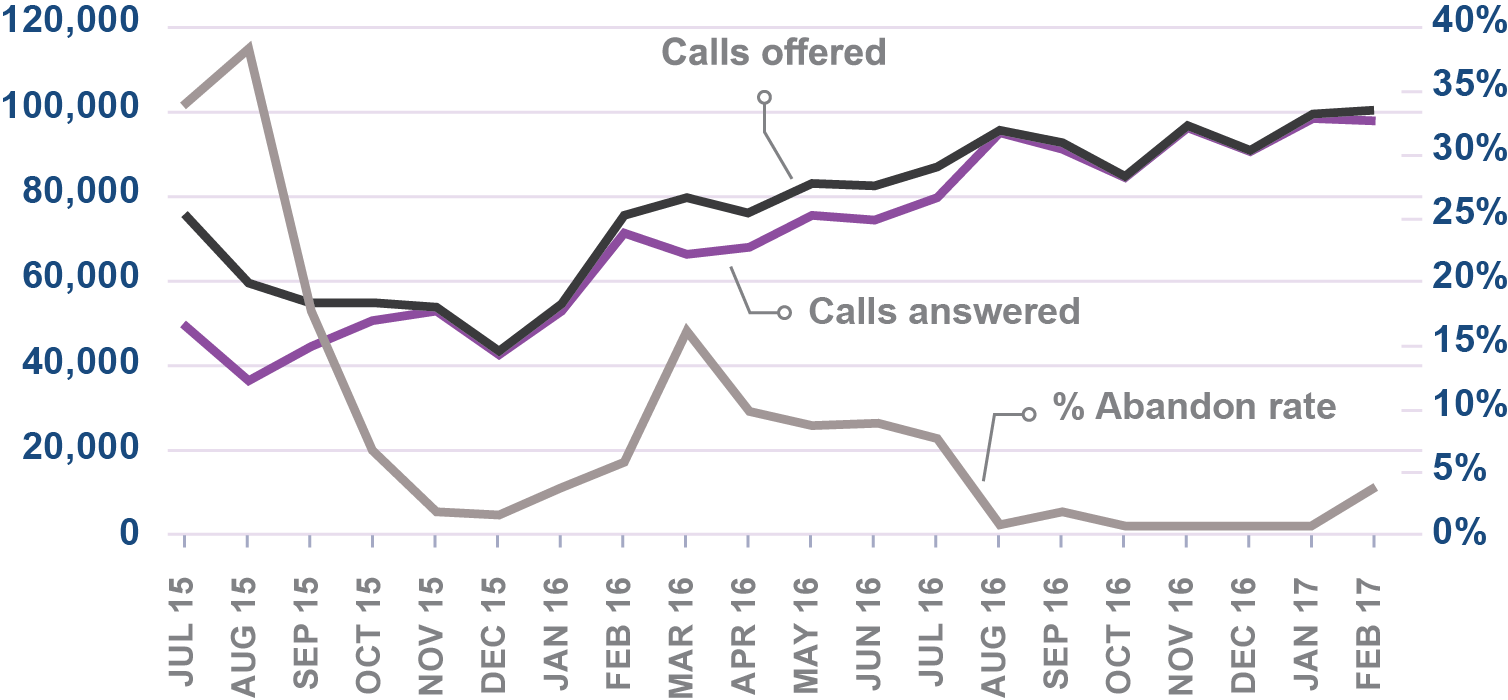 120,000
100,000
80,000
60,000
40,000
20,000
0
Calls offered
Calls answered
% Abandon rate
40%
35%
30%
25%
20%
15%
10%
5%
0%
JUL 15
AUG 15
SEP 15
OCT 15
NOV 15
DEC 15
JAN 16
FEB 16
MAR 16
APR 16
MAY 16
JUN 16
JUL 16
AUG 16
SEP 16
OCT 16
NOV 16
DEC 16
JAN 17
FEB 17